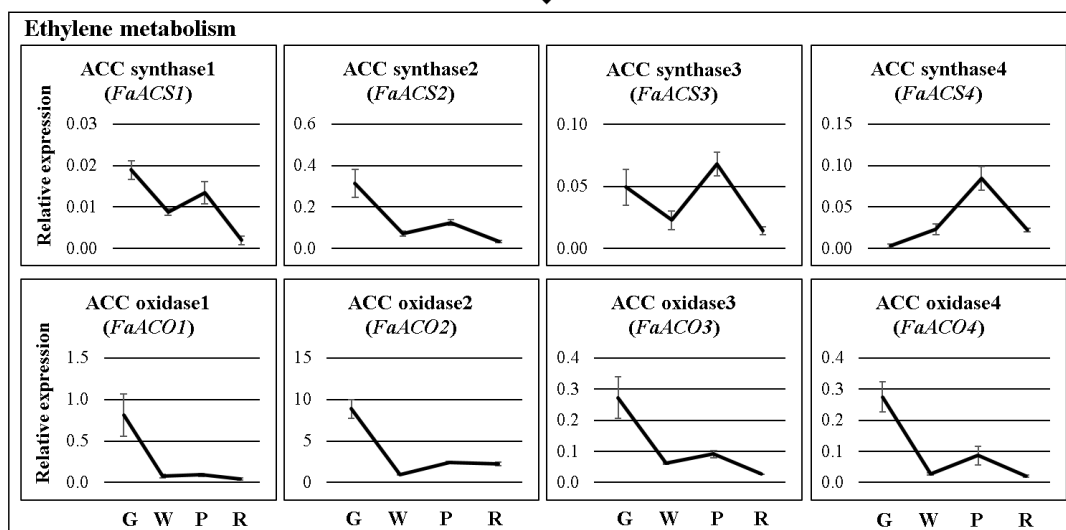 Ethylene metabolism
ACC synthase1
(FaACS1)
ACC synthase2
(FaACS2)
ACC synthase3
(FaACS3)
ACC synthase4
(FaACS4)
Relative expression
0.03
0.02
0.01
0.00
0.6
0.4
0.2
0.0
0.10
0.05
0.00
0.15
0.10
0.05
0.00
ACC oxidase1
(FaACO1)
ACC oxidase2
(FaACO2)
ACC oxidase3
(FaACO3)
ACC oxidase4
(FaACO4)
Relative expression
1.5
1.0
0.5
0.0
15
10
5
0
0.4
0.3
0.2
0.1
0.0
0.4
0.3
0.2
0.1
0.0
G W P R
G W P R
G W P R
G W P R